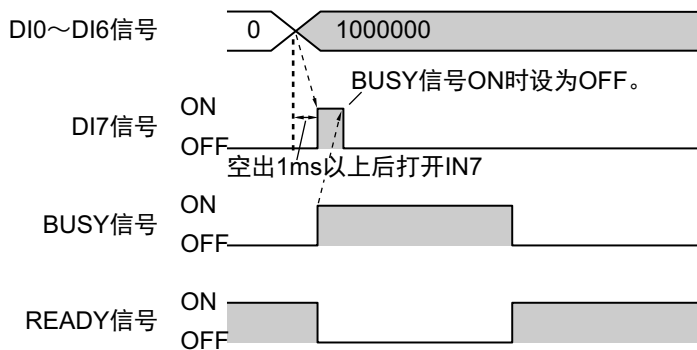 DI0～DI6信号
0
1000000
BUSY信号ON时设为OFF。
DI7信号
ON
OFF
空出1ms以上后打开IN7
BUSY信号
ON
OFF
READY信号
ON
OFF